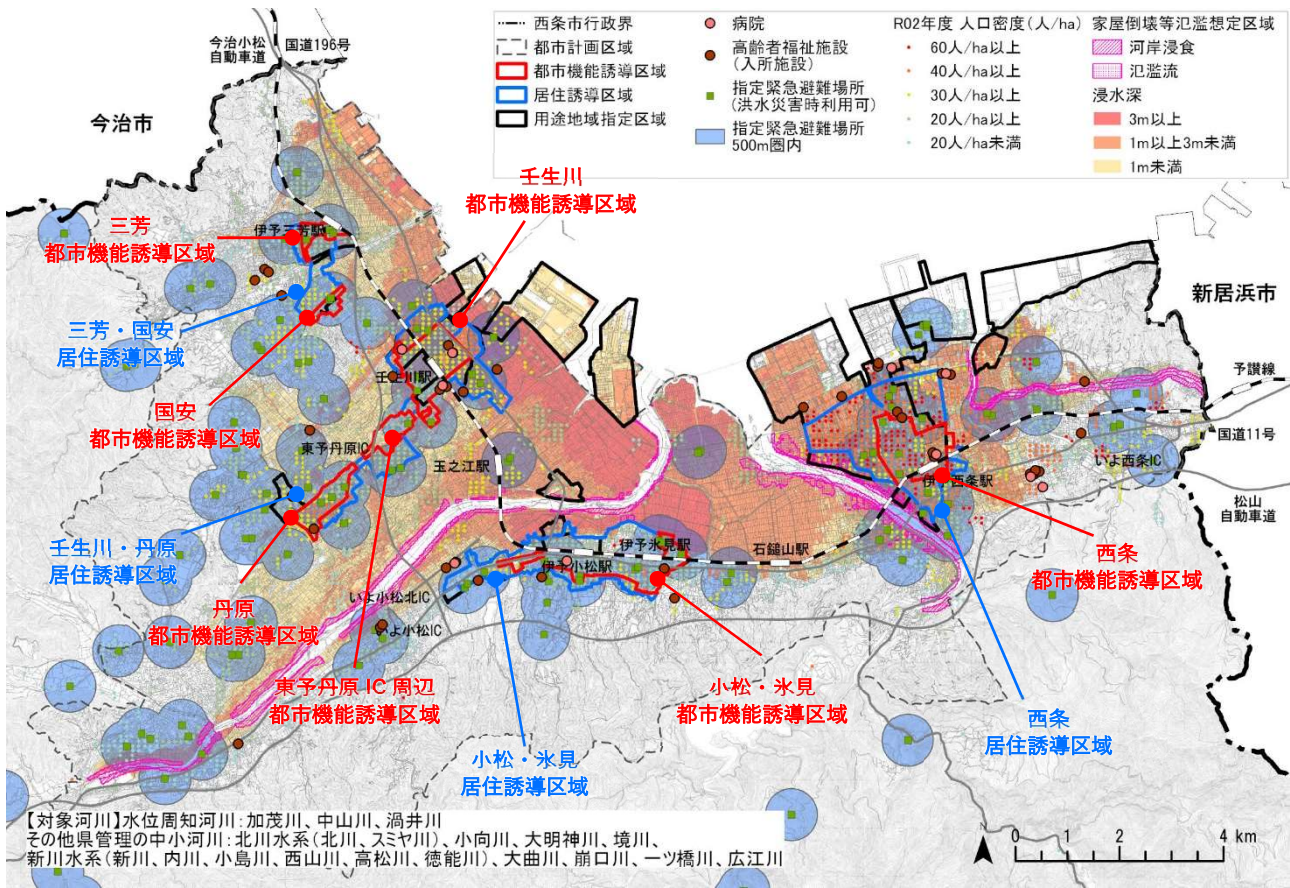 西条市行政界
都市計画区域
都市機能誘導区域
居住誘導区域
用途地域指定区域
病院
高齢者福祉施設
(入所施設)
指定緊急避難場所
(洪水災害時利用可)
指定緊急避難場所
500m圏内
R02年度 人口密度(人/ha)
60人/ha以上
40人/ha以上
30人/ha以上
20人/ha以上
20人/ha未満
家屋倒壊等氾濫想定区域
河岸浸食
氾濫流
浸水深
3m以上
1m以上3m未満
1m未満
今治小松
自動車道
国道196号
今治市
壬生川
都市機能誘導区域
三芳
都市機能誘導区域
伊予三芳駅
新居浜市
三芳・国安
居住誘導区域
予讃線
壬生川駅
国安
都市機能誘導区域
国道11号
東予丹原IC
玉之江駅
いよ西条IC
伊予西条駅
松山
自動車道
壬生川・丹原
居住誘導区域
伊予氷見駅
石鎚山駅
伊予小松駅
西条
都市機能誘導区域
丹原
都市機能誘導区域
いよ小松北IC
いよ小松IC
東予丹原 IC 周辺
都市機能誘導区域
小松・氷見
都市機能誘導区域
西条
居住誘導区域
小松・氷見
居住誘導区域
【対象河川】水位周知河川:加茂川、中山川、渦井川
その他県管理の中小河川:北川水系(北川、スミヤ川)、小向川、大明神川、境川、
新川水系(新川、内川、小島川、西山川、高松川、徳能川)、大曲川、崩口川、一ツ橋川、広江川
0 1 2 4 km